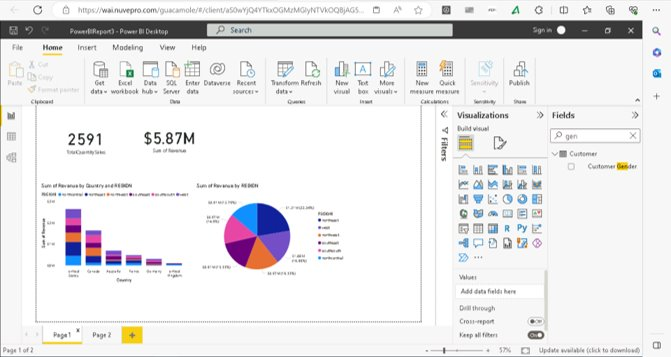 https://wai.nuvepro.com/guacamole/#/client/aS0wYjQ4YTkxOGMzMGIyNTVkOQBjAG5...
PowerBIReport3 - Power BI Desktop
Search
Sign in
File Home Insert Modeling View Help
Paste
Cut
Copy
Format painter
Clipboard
Get data
Excel workbook
Data hub
SQL Server
Enter data
Dataverse
Recent sources
Data
Transform data
Refresh
Queries
New visual
Text box
More visuals
Insert
New measure
Quick measure
Calculations
Sensitivity
Sensitivity
Publish
Share
2591
Total Quantity Sales
$5.87M
Sum of Revenue
Sum of Revenue by Country and REGION
REGION
Sum of Revenue
United States
Canada
Australia
France
Germany
United Kingdom
Country
Sum of Revenue by REGION
REGION
Filters
Visualizations
Build visual
Values
Add data fields here
Drill through
Cross-report
Off
Keep all filters
On
Fields
gen
Customer
Customer Gender
Page 1
Page 2
Page 1 of 2
57%
Update available (click to download)